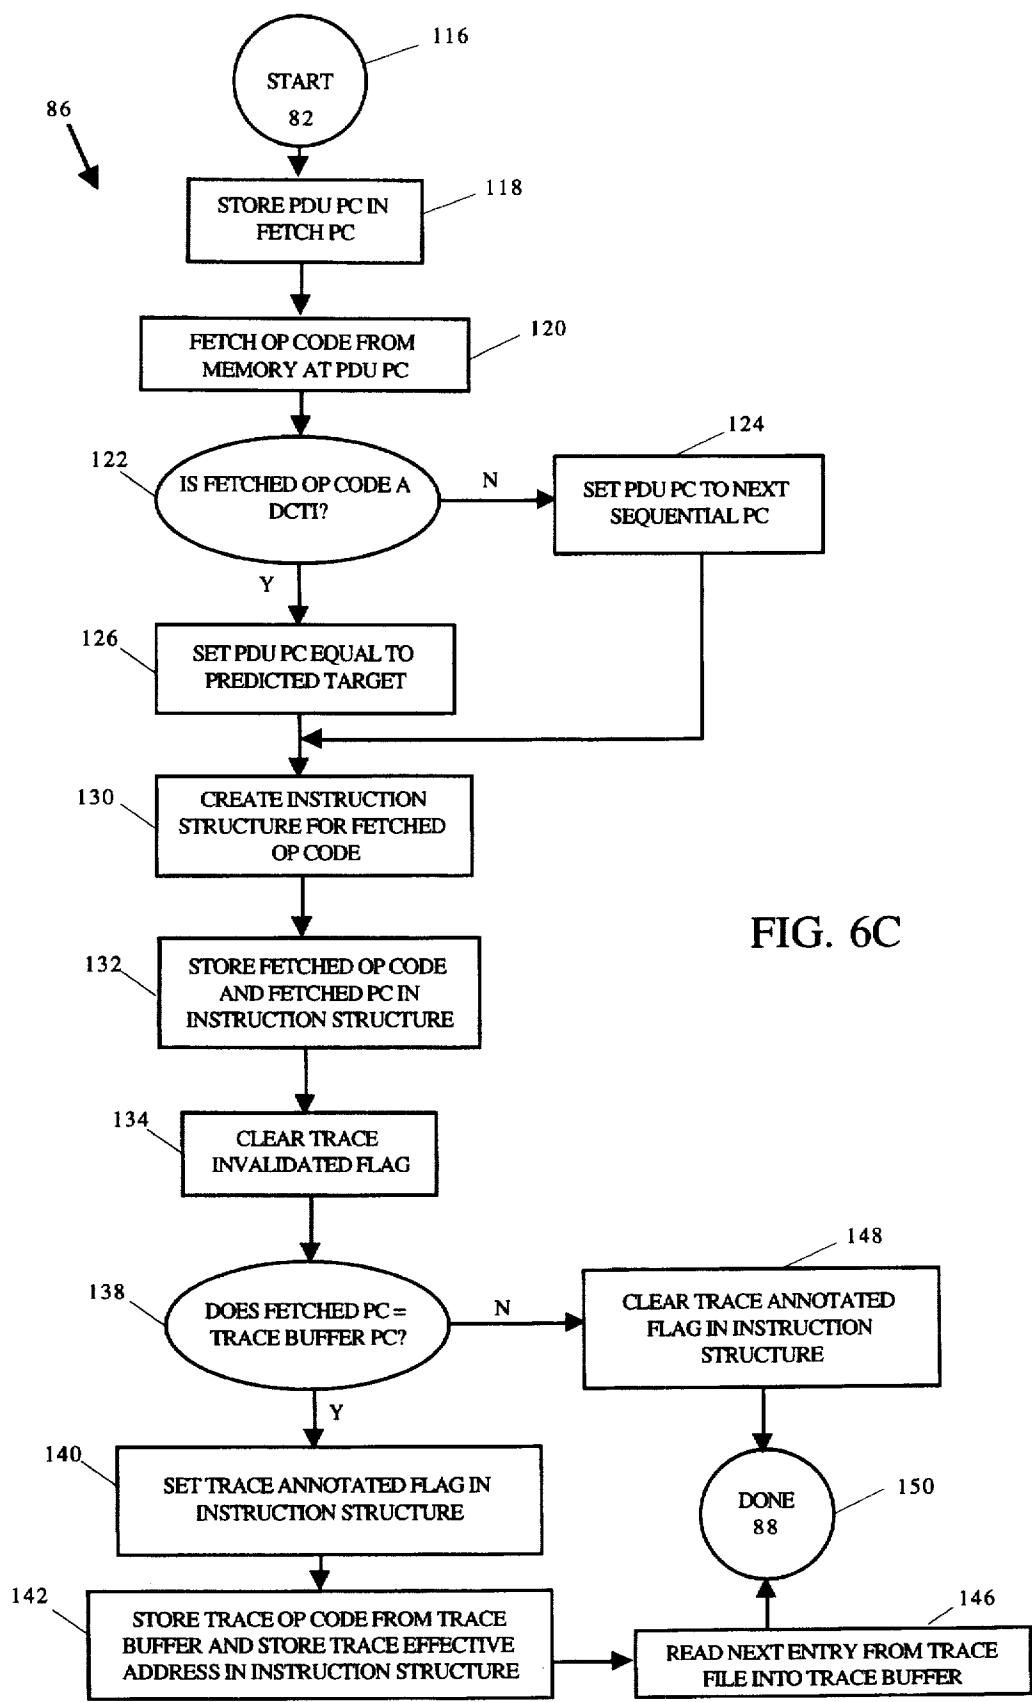 116
START
82
86
118
STORE PDU PC IN
FETCH PC
120
FETCH OP CODE FROM
MEMORY AT PDU PC
122
IS FETCHED OP CODE A
DCTI?
N
124
SET PDU PC TO NEXT
SEQUENTIAL PC
Y
126
SET PDU PC EQUAL TO
PREDICTED TARGET
130
CREATE INSTRUCTION
STRUCTURE FOR FETCHED
OP CODE
FIG. 6C
132
STORE FETCHED OP CODE
AND FETCHED PC IN
INSTRUCTION STRUCTURE
134
CLEAR TRACE
INVALIDATED FLAG
138
DOES FETCHED PC =
TRACE BUFFER PC?
N
148
CLEAR TRACE ANNOTATED
FLAG IN INSTRUCTION
STRUCTURE
Y
140
SET TRACE ANNOTATED FLAG IN
INSTRUCTION STRUCTURE
DONE
88
150
142
STORE TRACE OP CODE FROM TRACE
BUFFER AND STORE TRACE EFFECTIVE
ADDRESS IN INSTRUCTION STRUCTURE
146
READ NEXT ENTRY FROM TRACE
FILE INTO TRACE BUFFER